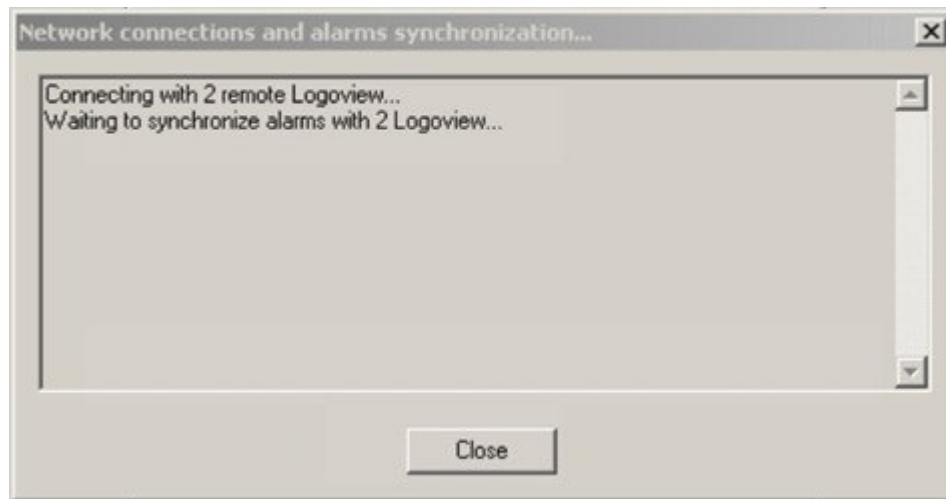 Network connections and alarms synchronization...
Connecting with 2 remote Logoview...
Waiting to synchronize alarms with 2 Logoview...
Close